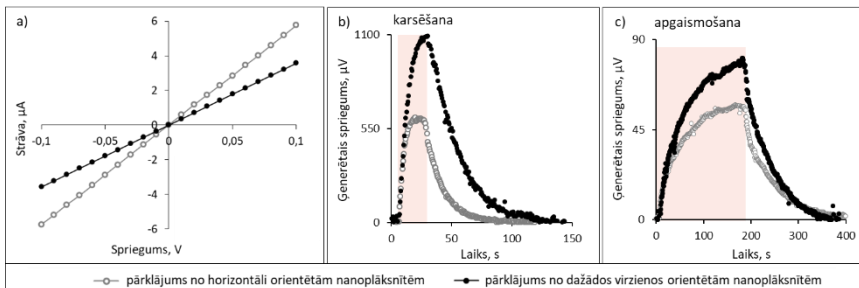 a)
6
4
2
0
-2
-4
-6
-0,1
-0,05
0
0,05
0,1
Strāva, µA
Spriegums, V
b)
karsēšana
1100
550
0
0
50
100
150
Ģenerētais spriegums, µV
Laiks, s
c)
apgaismošana
90
45
0
0
100
200
300
400
Ģenerētais spriegums, µV
Laiks, s
pārklājums no horizontāli orientētām nanoplāksnītēm
pārklājums no dažādos virzienos orientētām nanoplāksnītēm